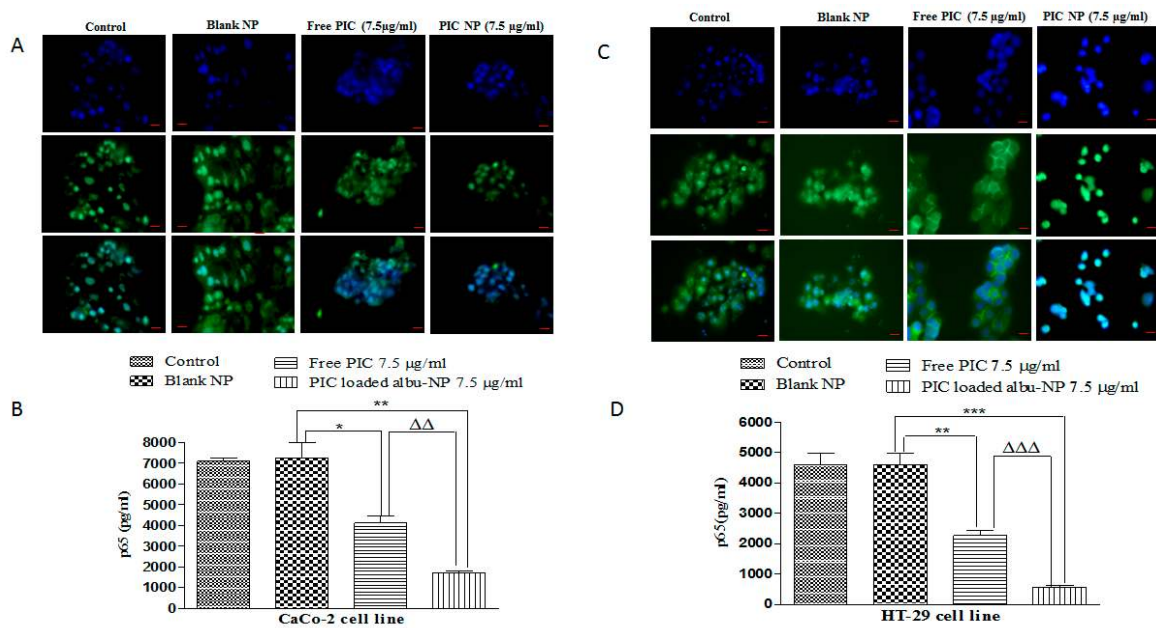 A
Control
Blank NP
Free PIC (7.5µg/ml)
PIC NP (7.5 µg/ml)
Control
Free PIC 7.5 µg/ml
Blank NP
PIC loaded albu-NP 7.5 µg/ml
B
**
*
ΔΔ
8000
7000
6000
5000
4000
3000
2000
1000
0
p65 (pg/ml)
CaCo-2 cell line
C
Control
Blank NP
Free PIC (7.5 µg/ml)
PIC NP (7.5 µg/ml)
Control
Free PIC 7.5 µg/ml
Blank NP
PIC loaded albu-NP 7.5 µg/ml
D
***
**
ΔΔΔ
6000
5000
4000
3000
2000
1000
0
p65(pg/ml)
HT-29 cell line